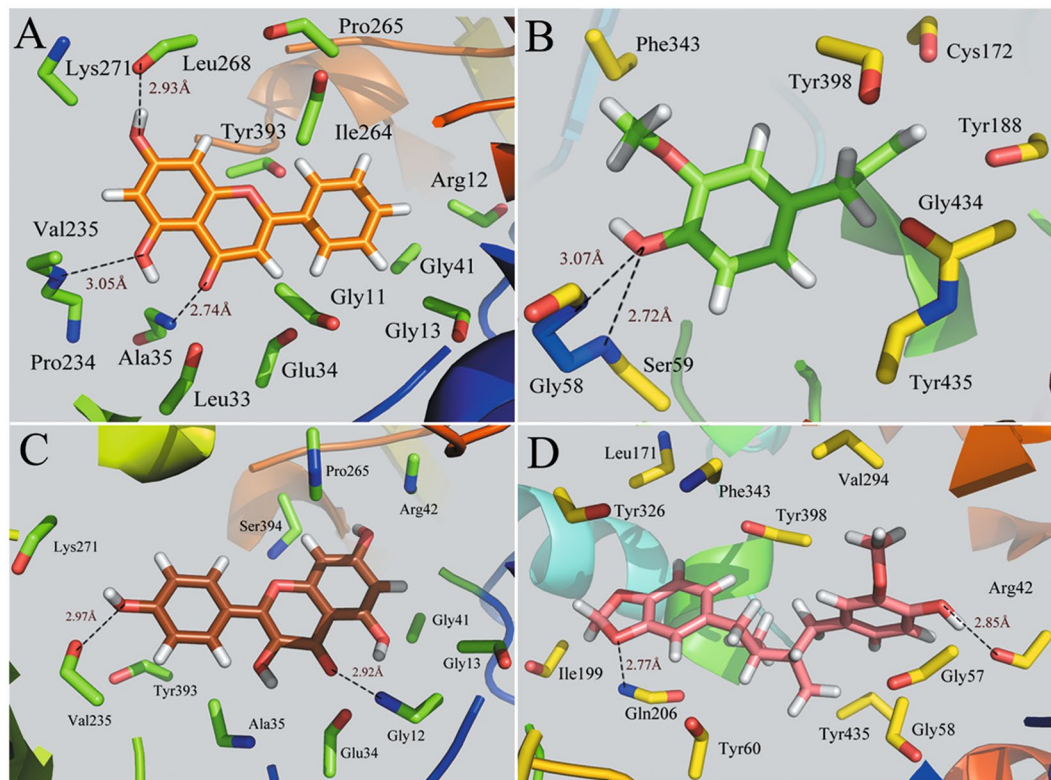 A
Lys271
Leu268
Pro265
2.93Å
Tyr393
Ile264
Arg12
Val235
3.05Å
2.74Å
Gly41
Gly11
Gly13
Pro234
Ala35
Glu34
Leu33
B
Phe343
Tyr398
Cys172
Tyr188
Gly434
3.07Å
2.72Å
Ser59
Gly58
Tyr435
C
Pro265
Arg42
Ser394
Lys271
2.97Å
Gly41
2.92Å
Gly13
Tyr393
Val235
Ala35
Glu34
Gly12
D
Leu171
Val294
Phe343
Tyr326
Tyr398
Arg42
2.85Å
2.77Å
Ile199
Gly57
Gln206
Tyr435
Gly58
Tyr60